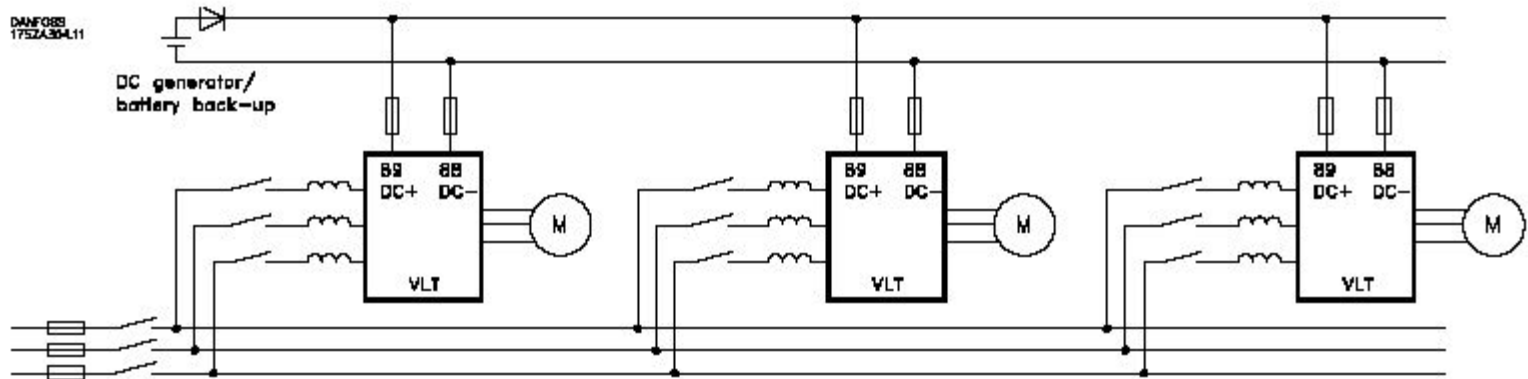 DANFOSS
175ZA304.11
DC generator/
battery back-up
89 88
DC+ DC-
M
VLT
89 88
DC+ DC-
M
VLT
89 88
DC+ DC-
M
VLT